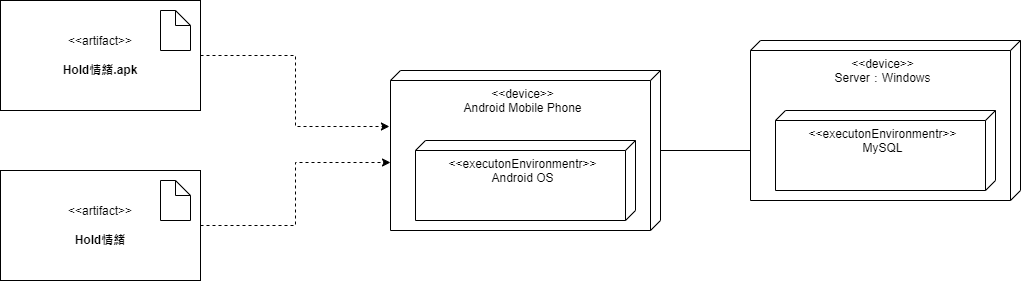 <<artifact>>
Hold情緒.apk
<<artifact>>
Hold情緒
<<device>>
Android Mobile Phone
<<executonEnvironmentr>>
Android OS
<<device>>
Server：Windows
<<executonEnvironmentr>>
MySQL